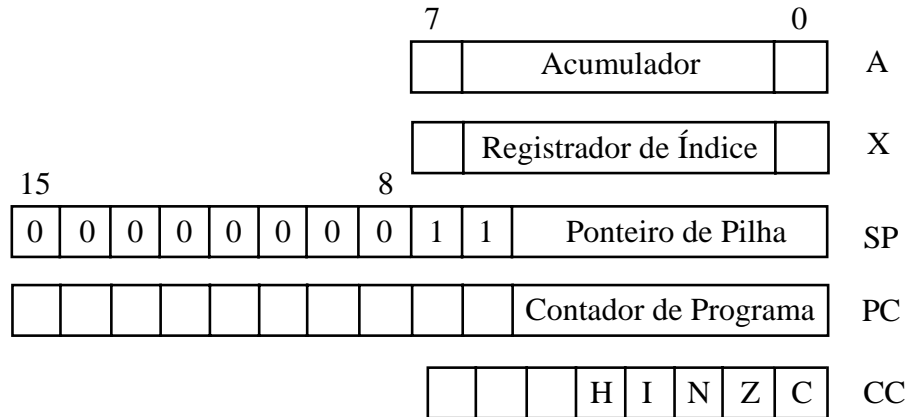 7 0
Acumulador A
Registrador de Índice X
15 8
0 0 0 0 0 0 0 0 1 1 Ponteiro de Pilha SP
Contador de Programa PC
H I N Z C CC